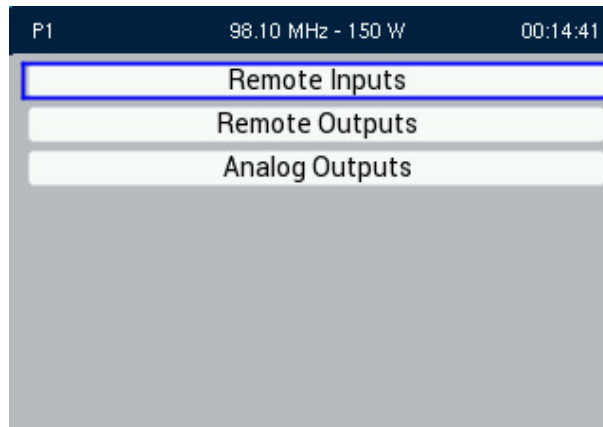 P1 98.10 MHz - 150 W 00:14:41
Remote Inputs
Remote Outputs
Analog Outputs